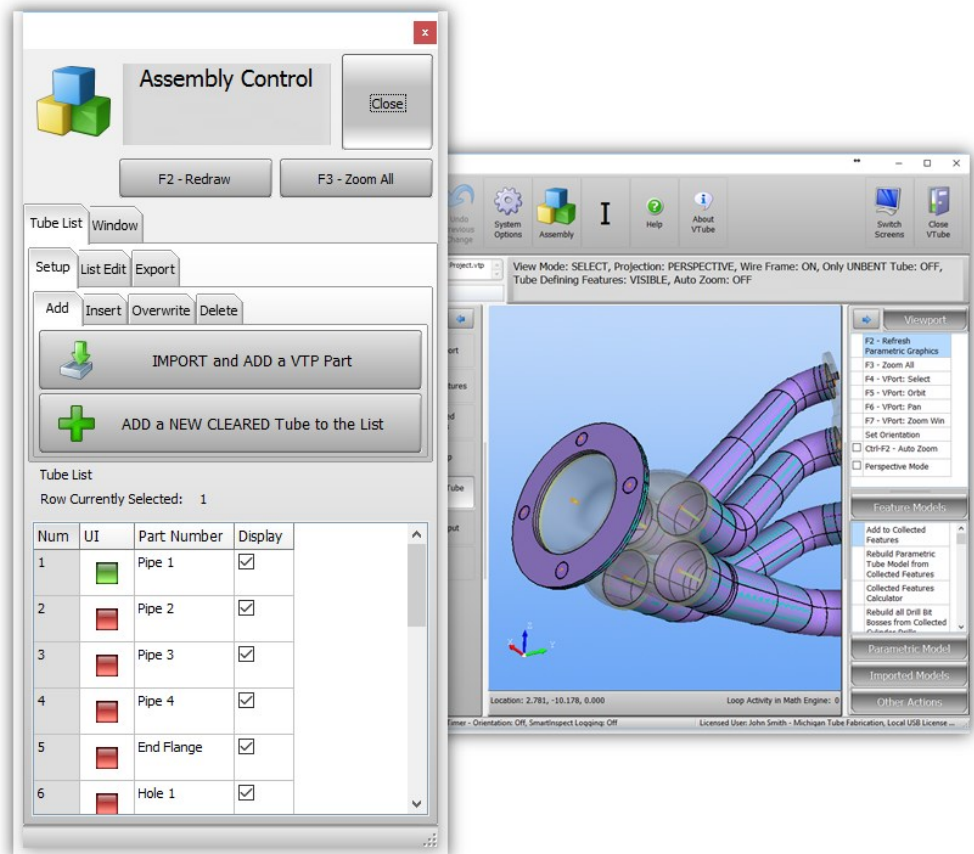 x
Assembly Control
Close
F2 - Redraw
F3 - Zoom All
Tube List
Window
Setup
List Edit
Export
Add
Insert
Overwrite
Delete
IMPORT and ADD a VTP Part
ADD a NEW CLEARED Tube to the List
Tube List
Row Currently Selected: 1
Num UI Part Number Display
1 Pipe 1
2 Pipe 2
3 Pipe 3
4 Pipe 4
5 End Flange
6 Hole 1
Undo
Previous
Change
System
Options
Assembly
I
Help
About
VTube
Switch
Screens
Close
VTube
Project.vtp
View Mode: SELECT, Projection: PERSPECTIVE, Wire Frame: ON, Only UNBENT Tube: OFF,
Tube Defining Features: VISIBLE, Auto Zoom: OFF
Z
X
Y
Location: 2.781, -10.178, 0.000
Loop Activity in Math Engine: 0
Viewport
F2 - Refresh
Parametric Graphics
F3 - Zoom All
F4 - VPort: Select
F5 - VPort: Orbit
F6 - VPort: Pan
F7 - VPort: Zoom Win
Set Orientation
Ctrl-F2 - Auto Zoom
Perspective Mode
Feature Models
Add to Collected
Features
Rebuild Parametric
Tube Model from
Collected Features
Collected Features
Calculator
Rebuild all Drill Bit
Bosses from Collected
Cylinder Drills
Parametric Model
Imported Models
Other Actions
Timer - Orientation: Off, SmartInspect Logging: Off
Licensed User: John Smith - Michigan Tube Fabrication, Local USB License ...